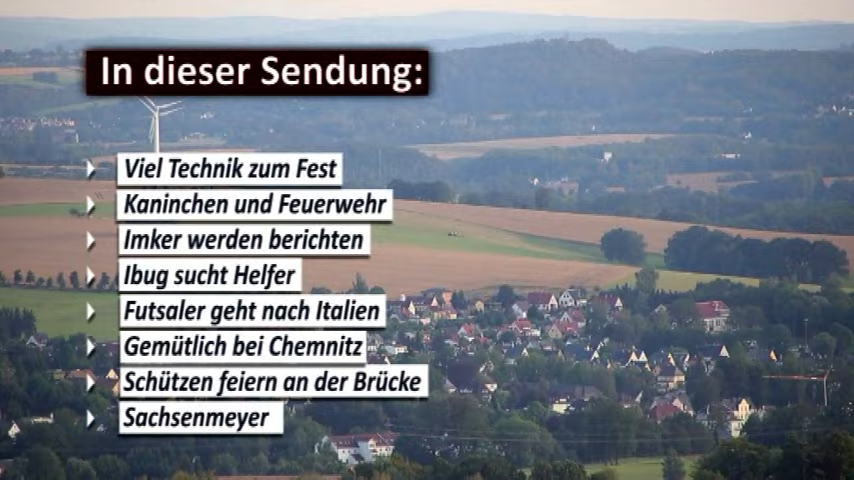 In dieser Sendung:
Viel Technik zum Fest
Kaninchen und Feuerwehr
Imker werden berichten
Ibug sucht Helfer
Futsaler geht nach Italien
Gemütlich bei Chemnitz
Schützen feiern an der Brücke
Sachsenmeyer